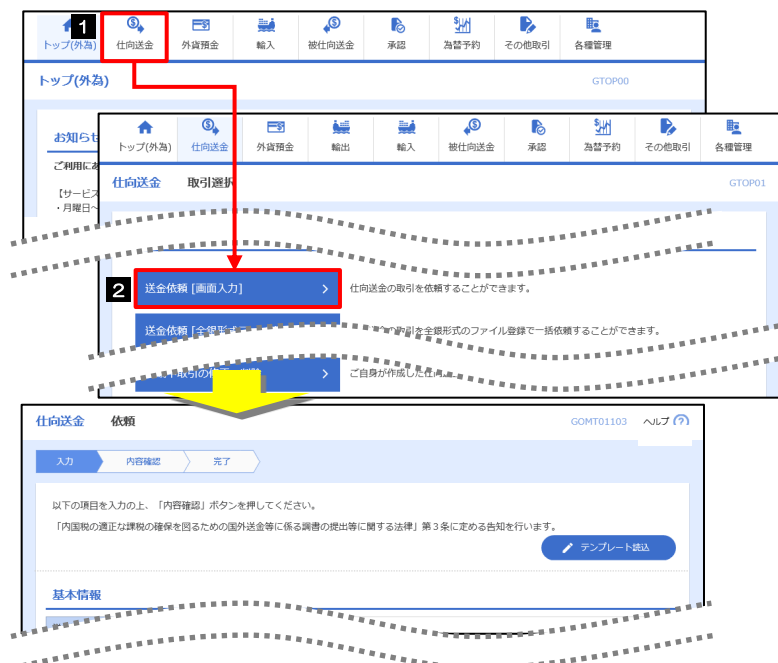 1
トップ(外為) 仕向送金 外貨預金 輸入 被仕向送金 承認 為替予約 その他取引 各種管理
トップ(外為) GTOP00
お知らせ
ご利用にあ
【サービス
・月曜日～
トップ(外為) 仕向送金 外貨預金 輸出 輸入 被仕向送金 承認 為替予約 その他取引 各種管理
仕向送金 取引選択 GTOP01
2
送金依頼 [画面入力] 仕向送金の取引を依頼することができます。
送金依頼 [全銀形式 の取引を全銀形式のファイル登録で一括依頼することができます。
取引の ご自身が作成した仕向
仕向送金 依頼 GOMT01103 ヘルプ ?
入力 内容確認 完了
以下の項目を入力の上、「内容確認」ボタンを押してください。
「内国税の適正な課税の確保を図るための国外送金等に係る調書の提出等に関する法律」第３条に定める告知を行います。
テンプレート読込
基本情報